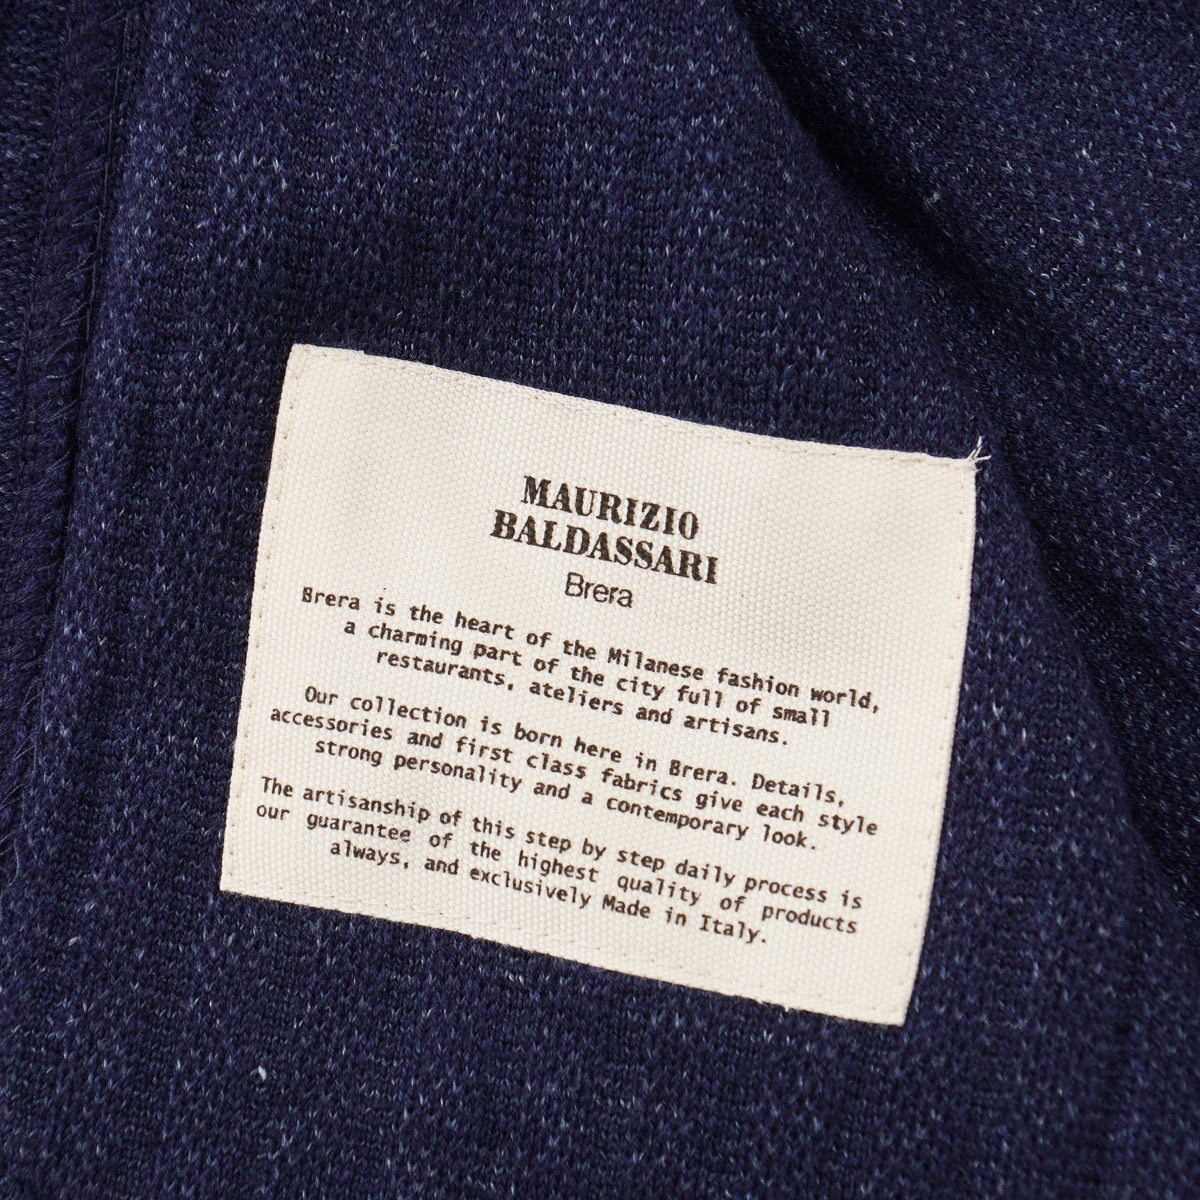 MAURIZIO
BALDASSARI
Brera
Brera is the heart of the Milanese fashion world,
a charming part of the city full of small
restaurants, ateliers and artisans.
Our collection is born here in Brera. Details,
accessories and first class fabrics give each style
strong personality and a contemporary look.
The artisanship of this step by step daily process is
our guarantee of the highest quality of products
always, and exclusively Made in Italy.